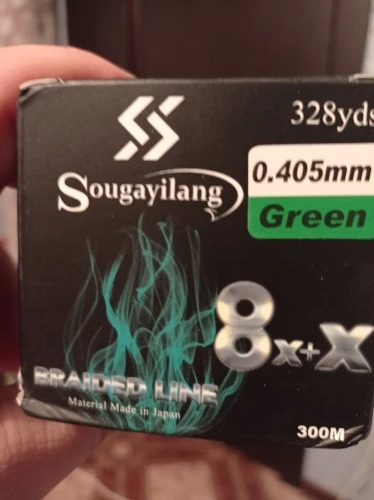 328yds
Sougayilang
0.405mm
Green
8X+X
BRAIDED LINE
Material Made in Japan
300M